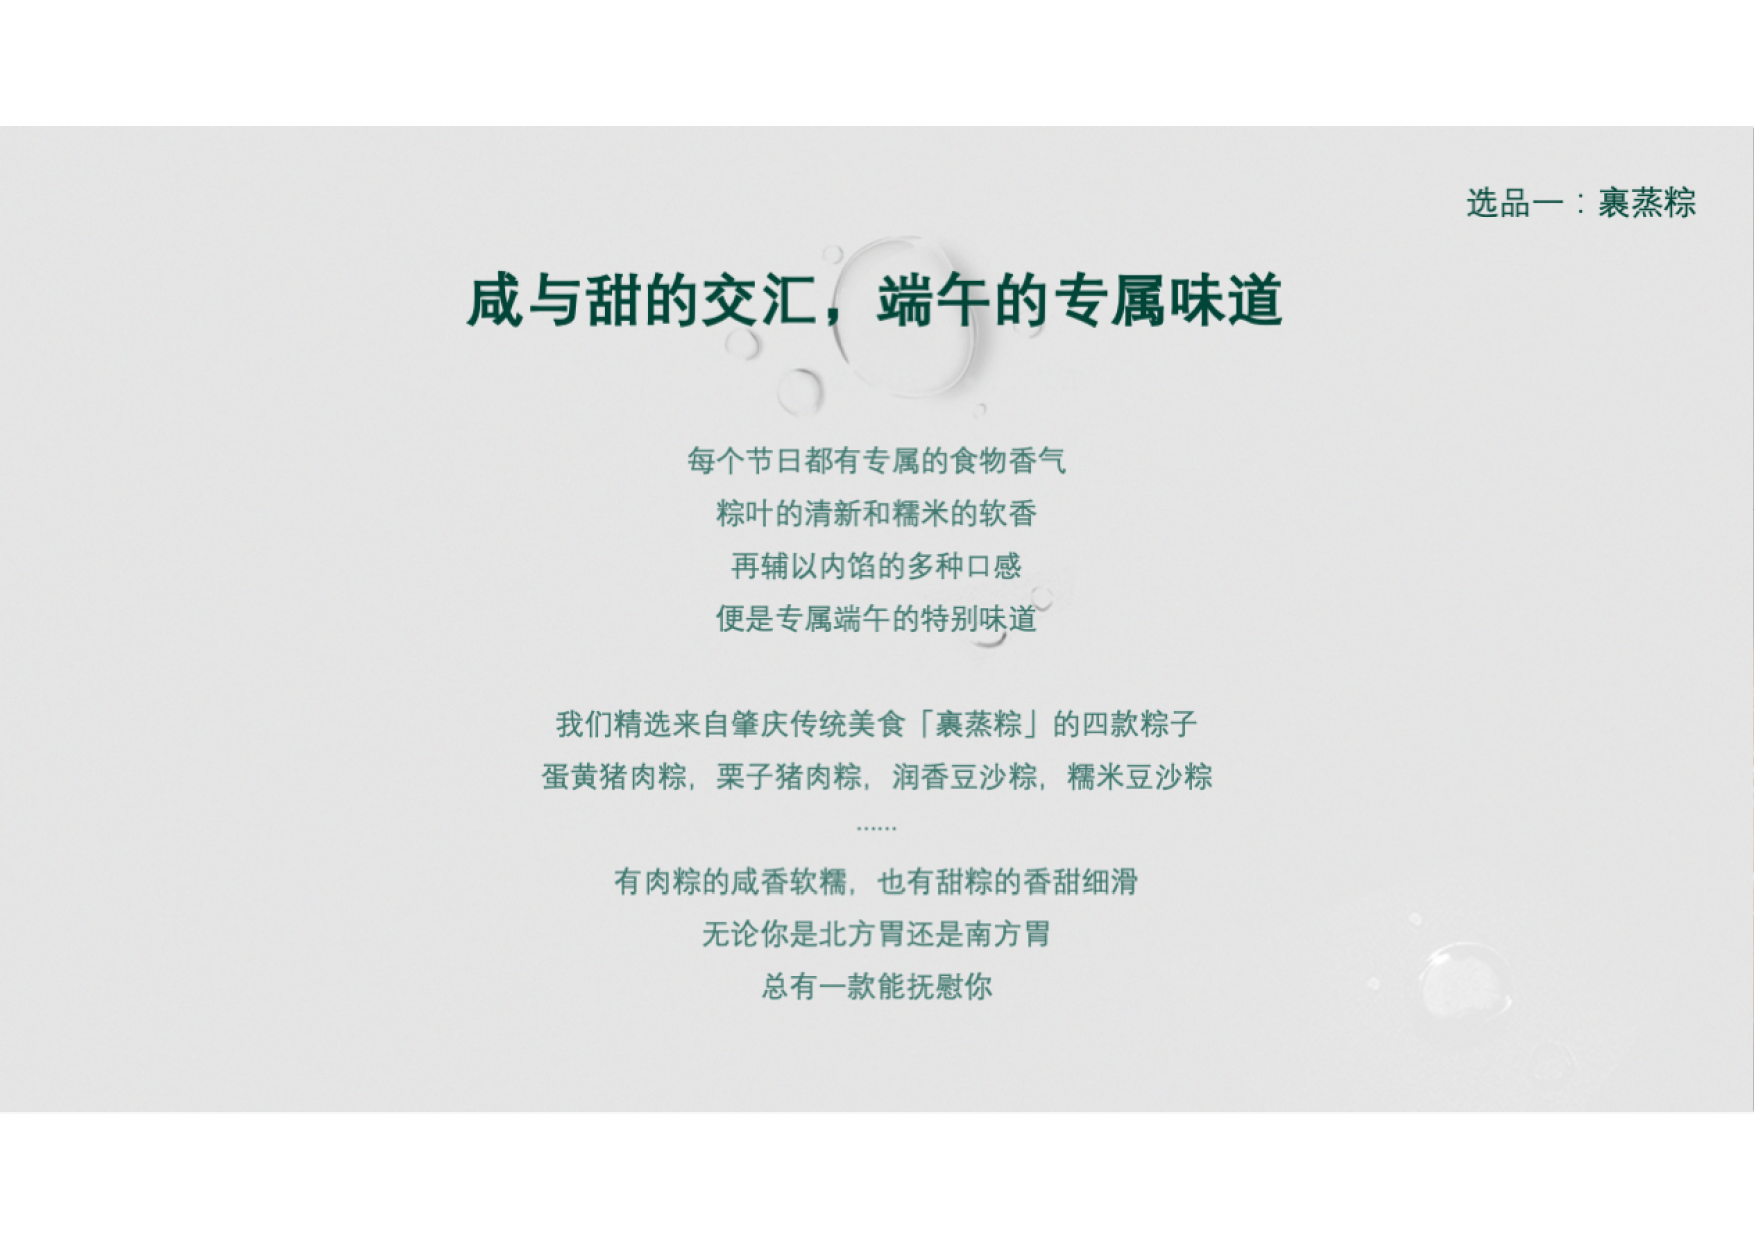 选品一：裹蒸粽
咸与甜的交汇，端午的专属味道
每个节日都有专属的食物香气
粽叶的清新和糯米的软香
再辅以内馅的多种口感
便是专属端午的特别味道
我们精选来自肇庆传统美食「裹蒸粽」的四款粽子
蛋黄猪肉粽，栗子猪肉粽，润香豆沙粽，糯米豆沙粽
......
有肉粽的咸香软糯，也有甜粽的香甜细滑
无论你是北方胃还是南方胃
总有一款能抚慰你